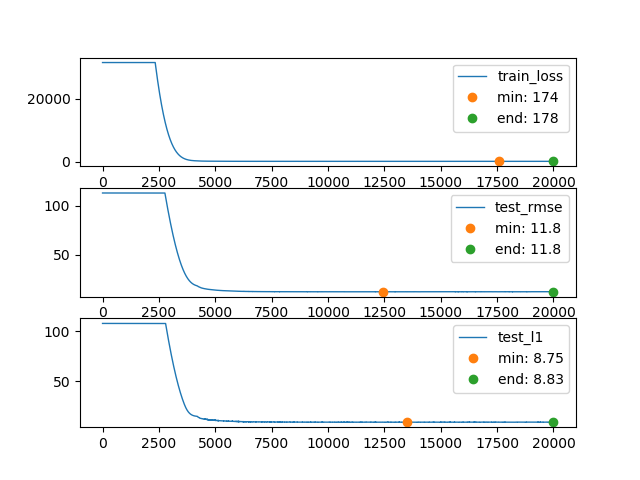 20000
0
train_loss
min: 174
end: 178
0 2500 5000 7500 10000 12500 15000 17500 20000
100
50
test_rmse
min: 11.8
end: 11.8
0 2500 5000 7500 10000 12500 15000 17500 20000
100
50
test_l1
min: 8.75
end: 8.83
0 2500 5000 7500 10000 12500 15000 17500 20000